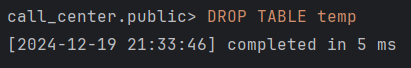 call_center.public> DROP TABLE temp
[2024-12-19 21:33:46] completed in 5 ms